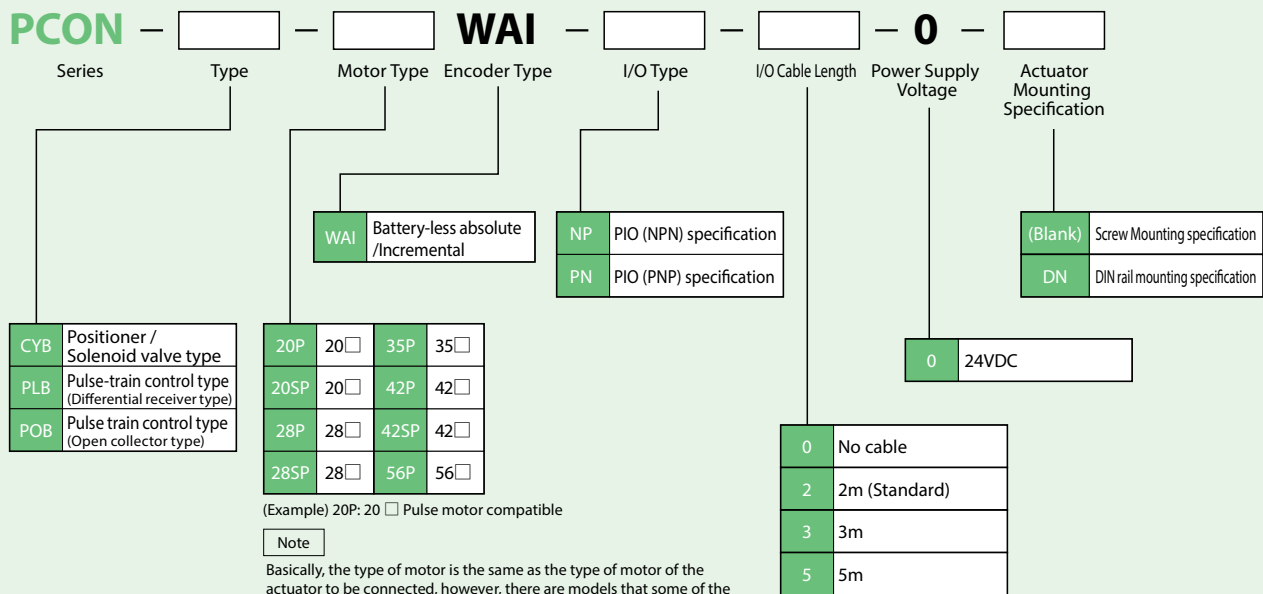 PCON − □ − □ WAI − □ − □ − 0 − □
Series
Type
Motor Type
Encoder Type
I/O Type
I/O Cable Length
Power Supply
Voltage
Actuator
Mounting
Specification
WAI Battery-less absolute
/Incremental
NP PIO (NPN) specification
PN PIO (PNP) specification
(Blank) Screw Mounting specification
DN DIN rail mounting specification
CYB Positioner /
Solenoid valve type
PLB Pulse-train control type
(Differential receiver type)
POB Pulse train control type
(Open collector type)
20P 20□ 35P 35□
20SP 20□ 42P 42□
28P 28□ 42SP 42□
28SP 28□ 56P 56□
(Example) 20P: 20 □ Pulse motor compatible
Note
Basically, the type of motor is the same as the type of motor of the
actuator to be connected, however, there are models that some of the
0 24VDC
0 No cable
2 2m (Standard)
3 3m
5 5m